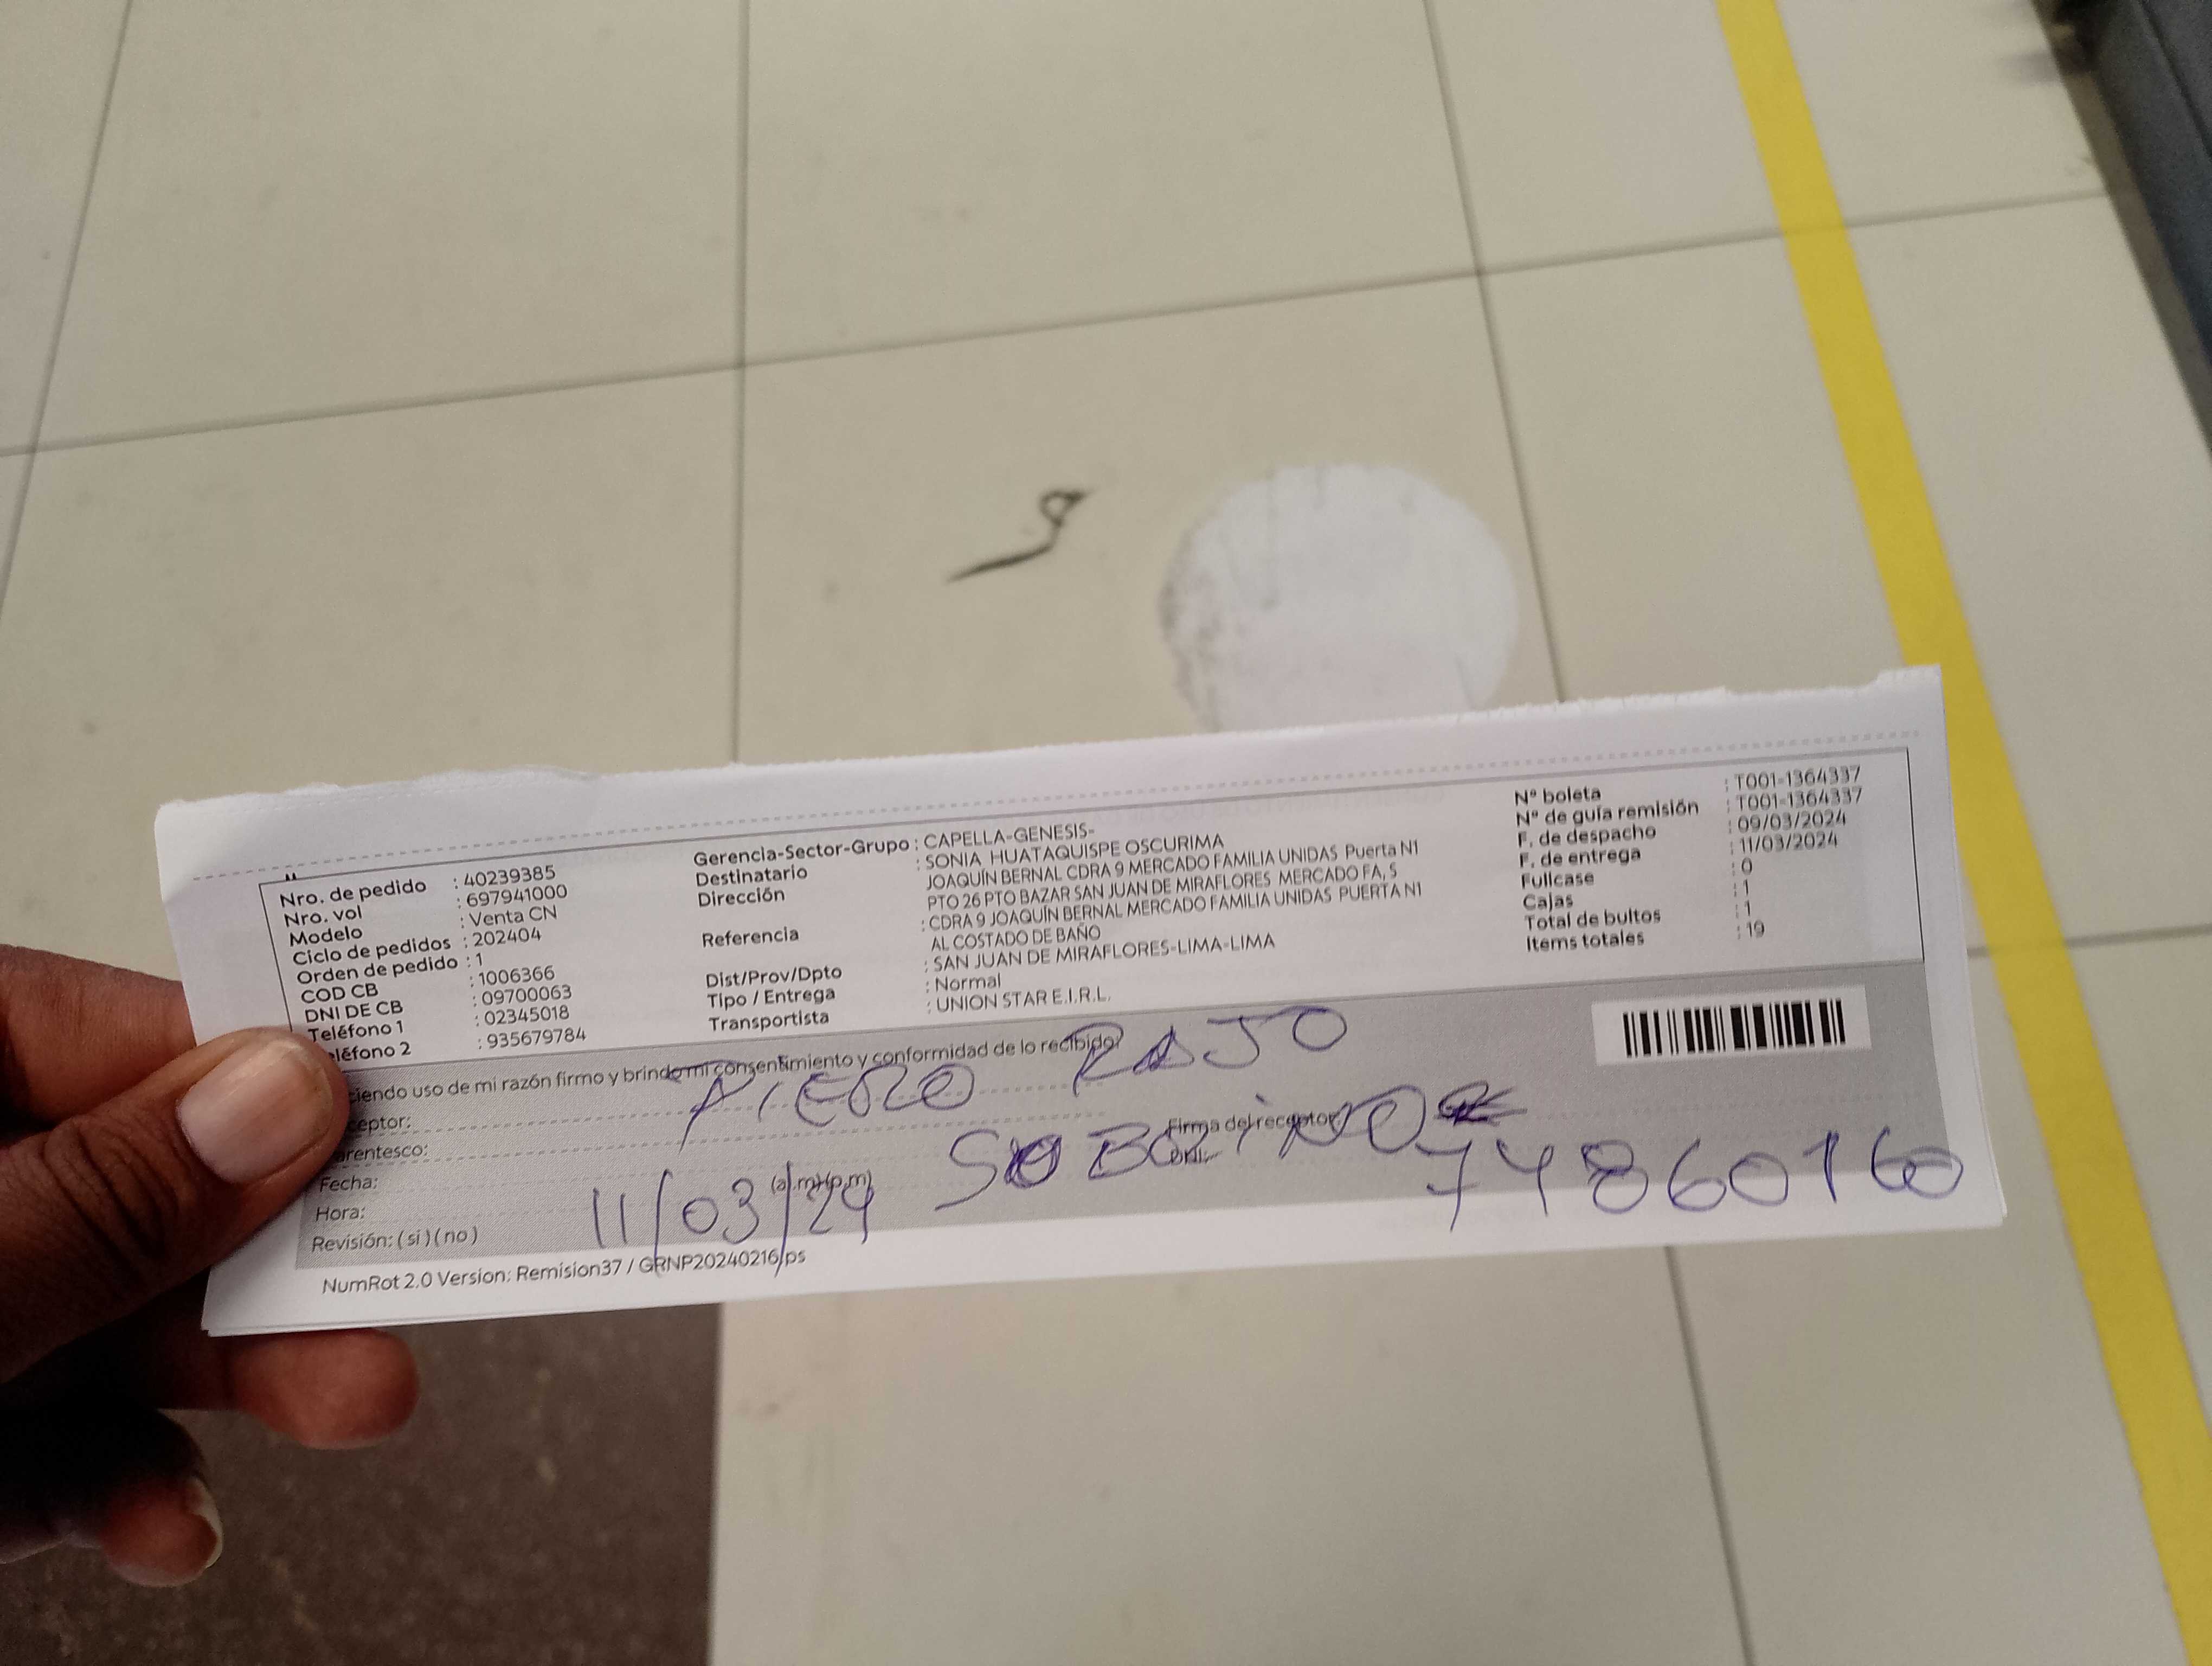 Nro. de pedido : 40239385
Nro. vol : 697941000
Modelo : Venta CN
Ciclo de pedidos : 202404
Orden de pedido : 1
COD CB : 1006366
DNI DE CB : 09700063
Teléfono 1 : 02345018
léfono 2 : 935679784
Gerencia-Sector-Grupo : CAPELLA-GENESIS-
Destinatario : SONIA HUATAQUISPE OSCURIMA
Dirección JOAQUÍN BERNAL CDRA 9 MERCADO FAMILIA UNIDAS Puerta N1
PTO 26 PTO BAZAR SAN JUAN DE MIRAFLORES MERCADO FA, S
Referencia : CDRA 9 JOAQUÍN BERNAL MERCADO FAMILIA UNIDAS PUERTA N1
AL COSTADO DE BAÑO
Dist/Prov/Dpto : SAN JUAN DE MIRAFLORES-LIMA-LIMA
Tipo / Entrega : Normal
Transportista : UNION STAR E.I.R.L.
Nº boleta : T001-1364337
Nº de guía remisión : T001-1364337
F. de despacho : 09/03/2024
F. de entrega : 11/03/2024
Fullcase : 0
Cajas : 1
Total de bultos : 1
Items totales : 19
ciendo uso de mi razón firmo y brindo mi consentimiento y conformidad de lo recibido:
ceptor: PIERO ROJO
arentesco: SOBRINO
Firma del receptor
DNI: 74860160
Fecha: 11/03/24
Hora: (a.m) (p.m)
Revisión: ( si ) ( no )
NumRot 2.0 Version: Remision37 / GRNP20240216.ps